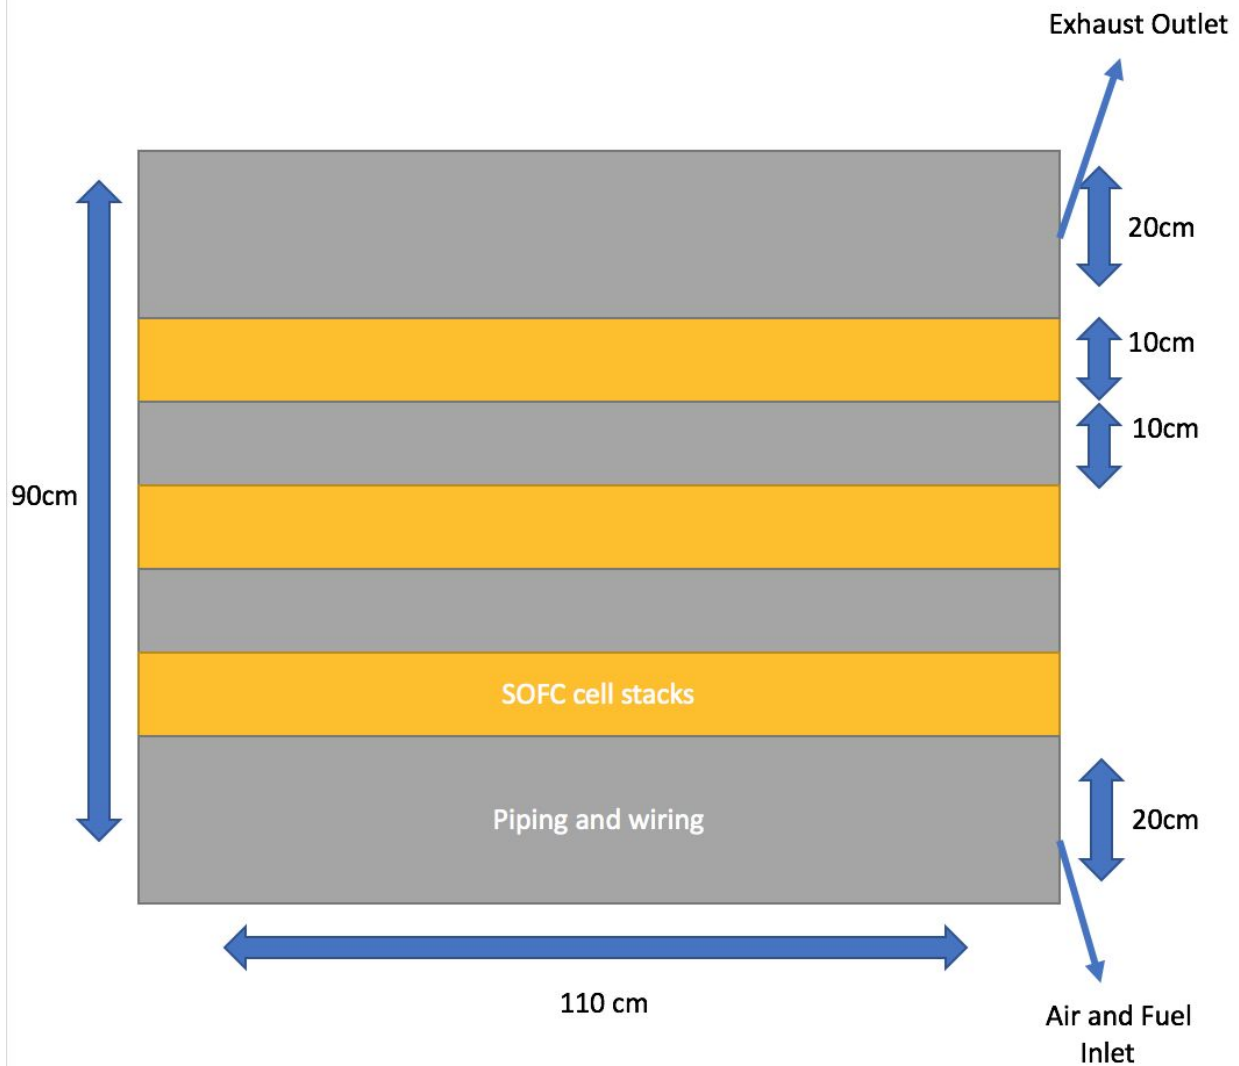 Exhaust Outlet
20cm
10cm
10cm
90cm
SOFC cell stacks
Piping and wiring
20cm
110 cm
Air and Fuel
Inlet